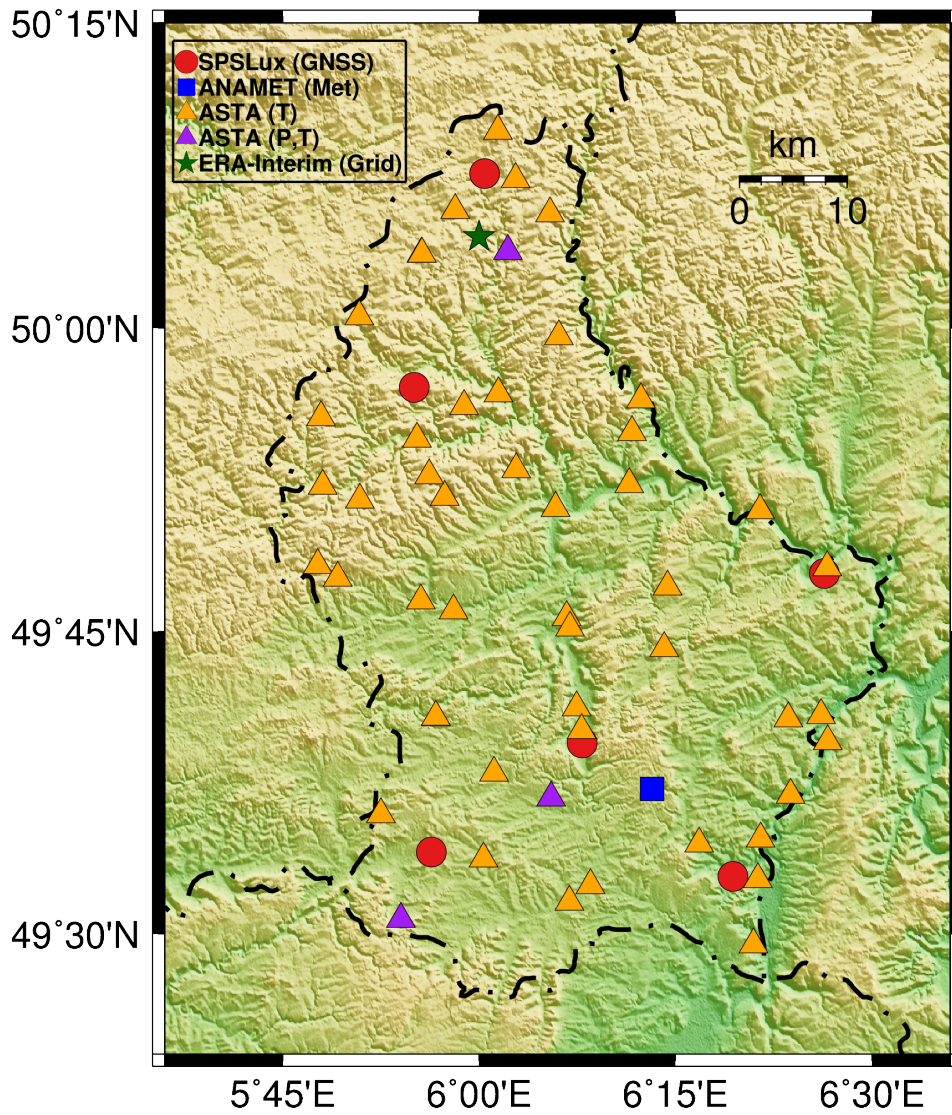 50°15'N
SPSLux (GNSS)
ANAMET (Met)
ASTA (T)
ASTA (P,T)
ERA-Interim (Grid)
km
0 10
50°00'N
49°45'N
49°30'N
5°45'E 6°00'E 6°15'E 6°30'E